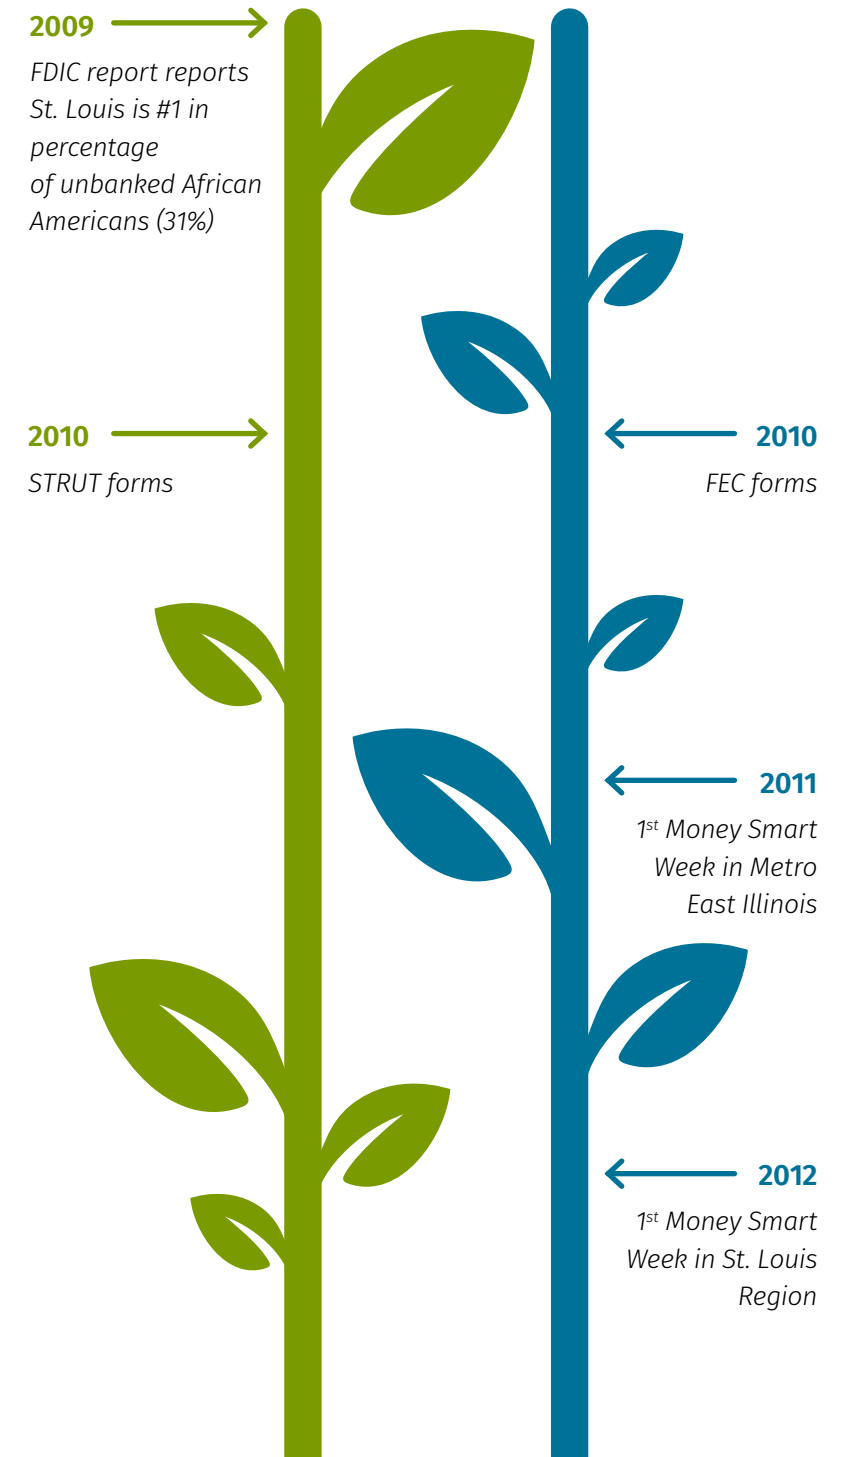 2009
FDIC report reports
St. Louis is #1 in
percentage
of unbanked African
Americans (31%)
2010
STRUT forms
2010
FEC forms
2011
1st Money Smart
Week in Metro
East Illinois
2012
1st Money Smart
Week in St. Louis
Region